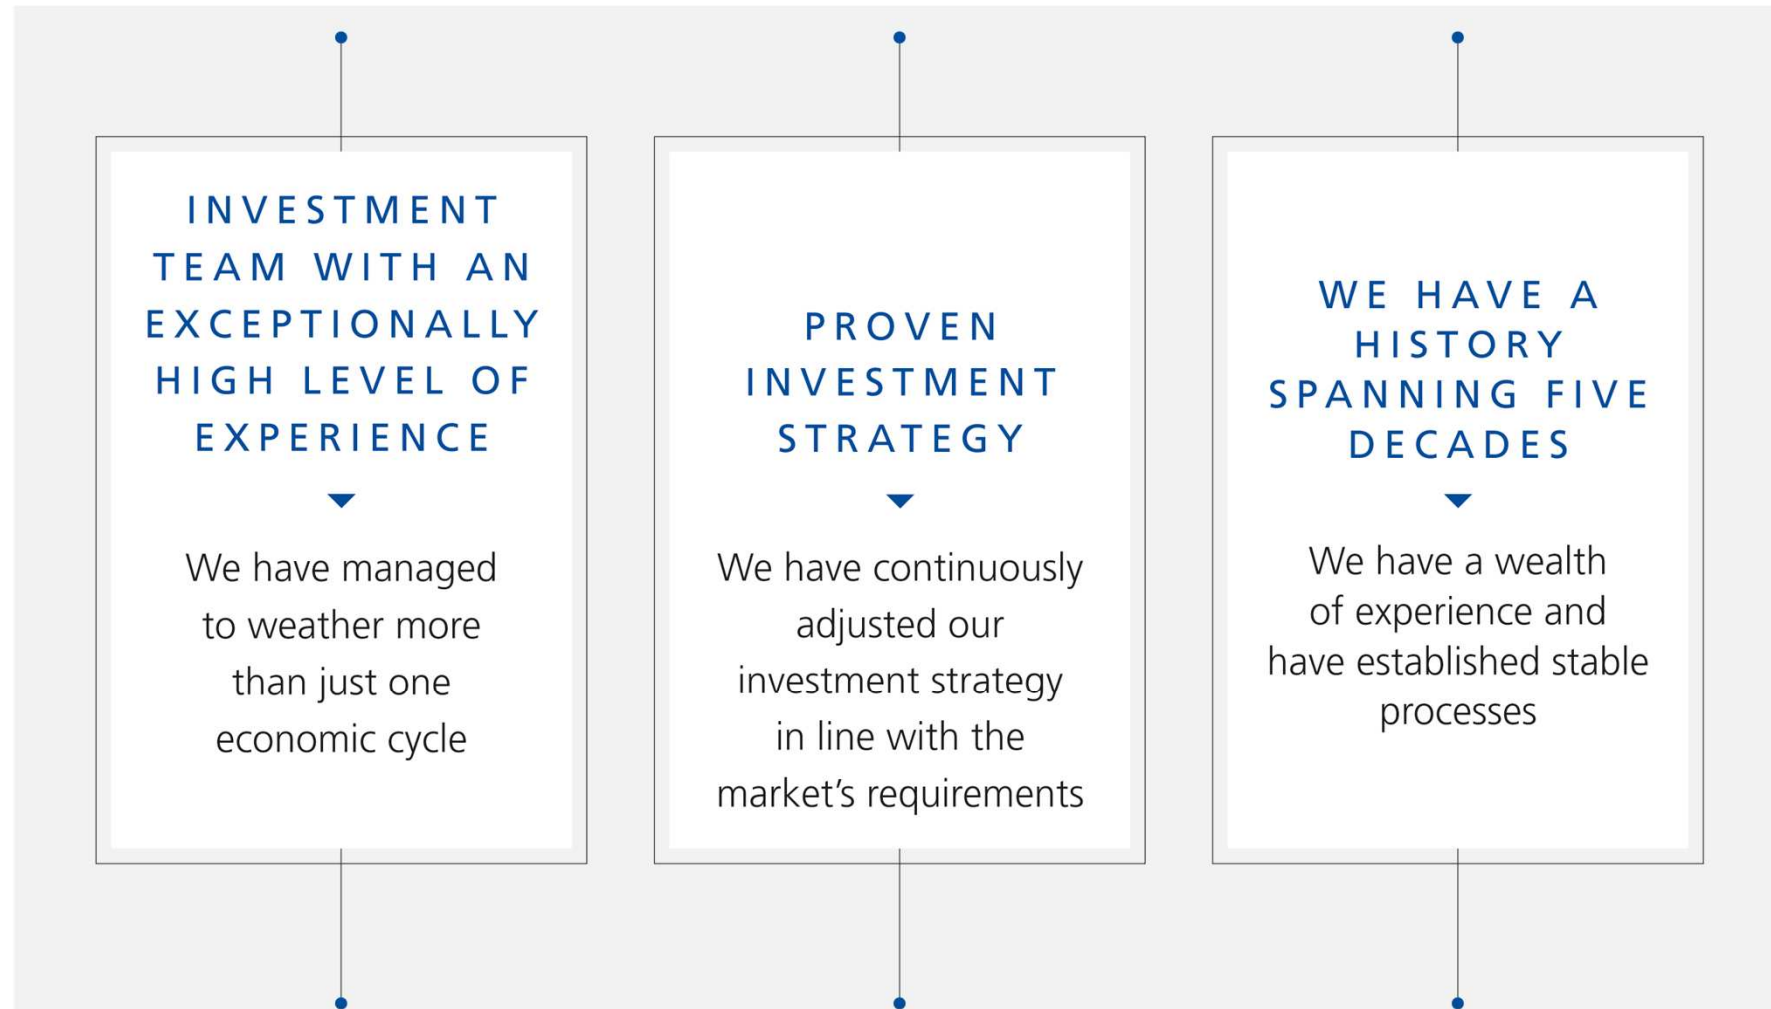 INVESTMENT
TEAM WITH AN
EXCEPTIONALLY
HIGH LEVEL OF
EXPERIENCE
We have managed
to weather more
than just one
economic cycle
PROVEN
INVESTMENT
STRATEGY
We have continuously
adjusted our
investment strategy
in line with the
market’s requirements
WE HAVE A
HISTORY
SPANNING FIVE
DECADES
We have a wealth
of experience and
have established stable
processes